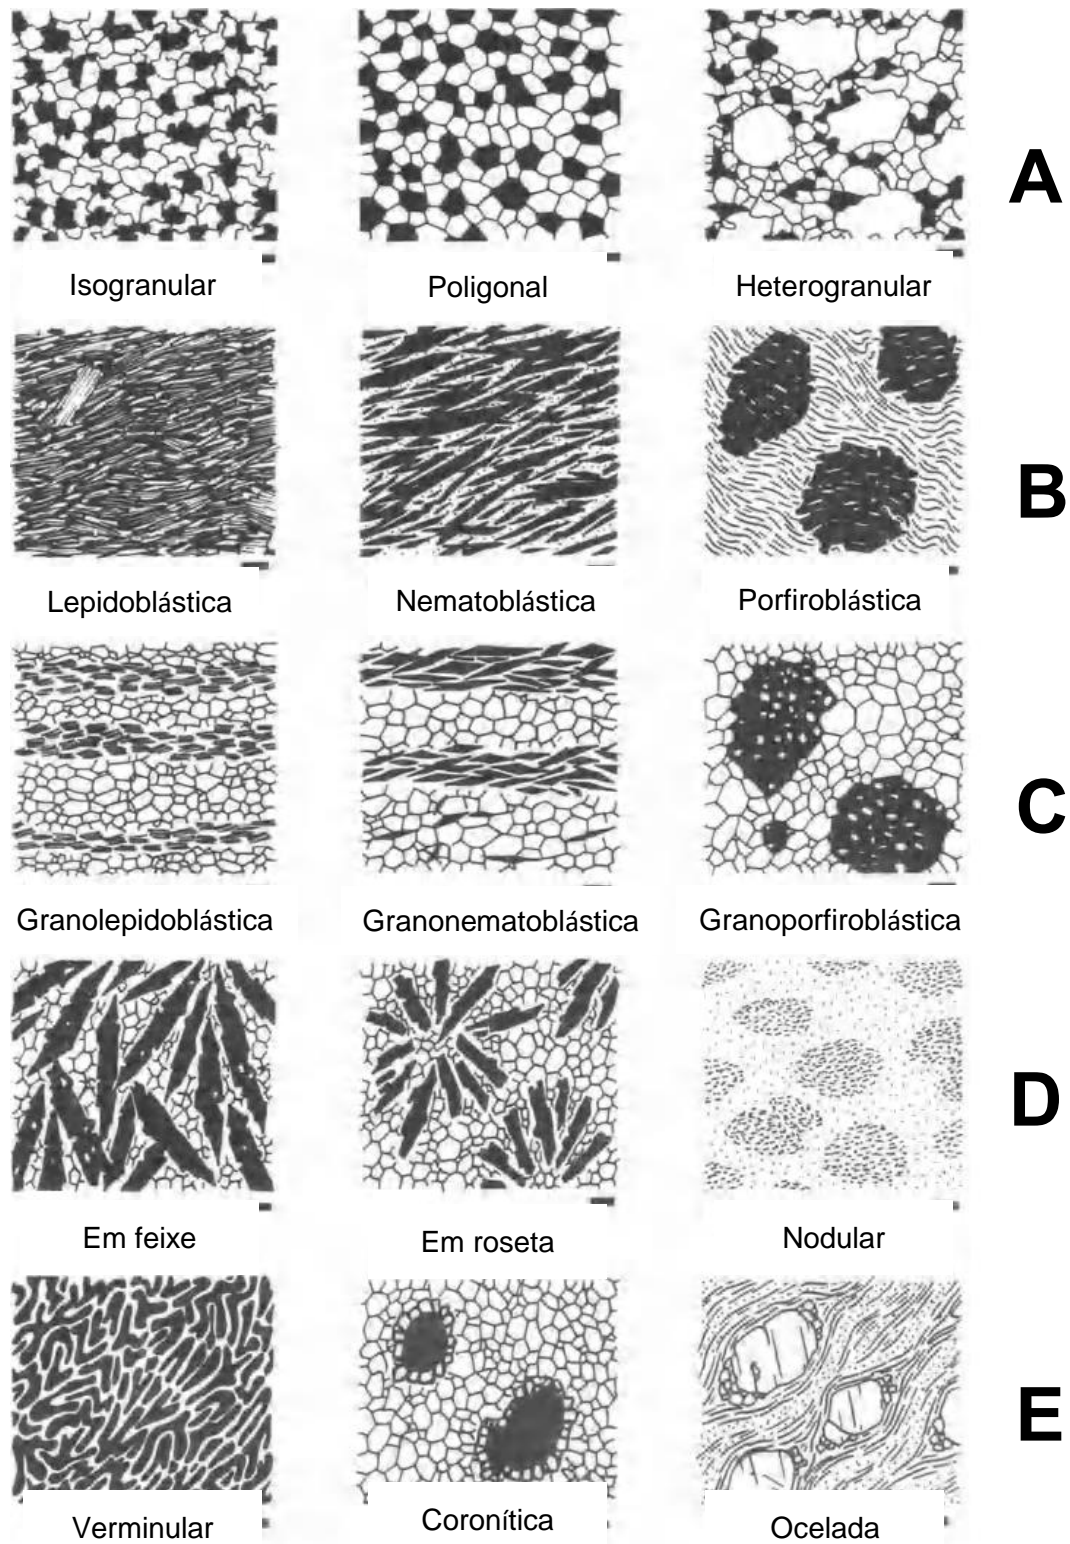 A
Isogranular
Poligonal
Heterogranular
B
Lepidoblástica
Nematoblástica
Porfiroblástica
C
Granolepidoblástica
Granonematoblástica
Granoporfiroblástica
D
Em feixe
Em roseta
Nodular
E
Verminular
Coronítica
Ocelada